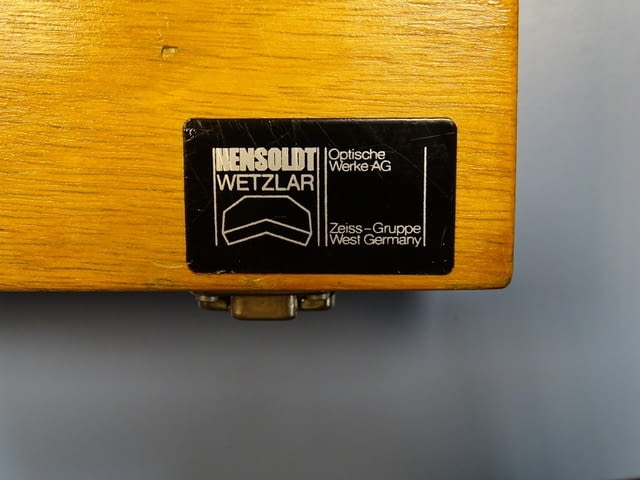 HENSOLDT
WETZLAR
Optische
Werke AG
Zeiss-Gruppe
West Germany